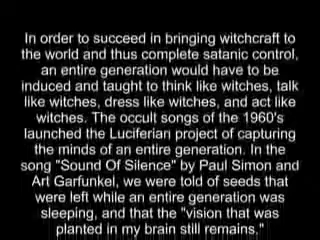 In order to succeed in bringing witchcraft to
the world and thus complete satanic control,
an entire generation would have to be
induced and taught to think like witches, talk
like witches, dress like witches, and act like
witches. The occult songs of the 1960's
launched the Luciferian project of capturing
the minds of an entire generation. In the
song "Sound Of Silence" by Paul Simon and
Art Garfunkel, we were told of seeds that
were left while an entire generation was
sleeping, and that the "vision that was
planted in my brain still remains."